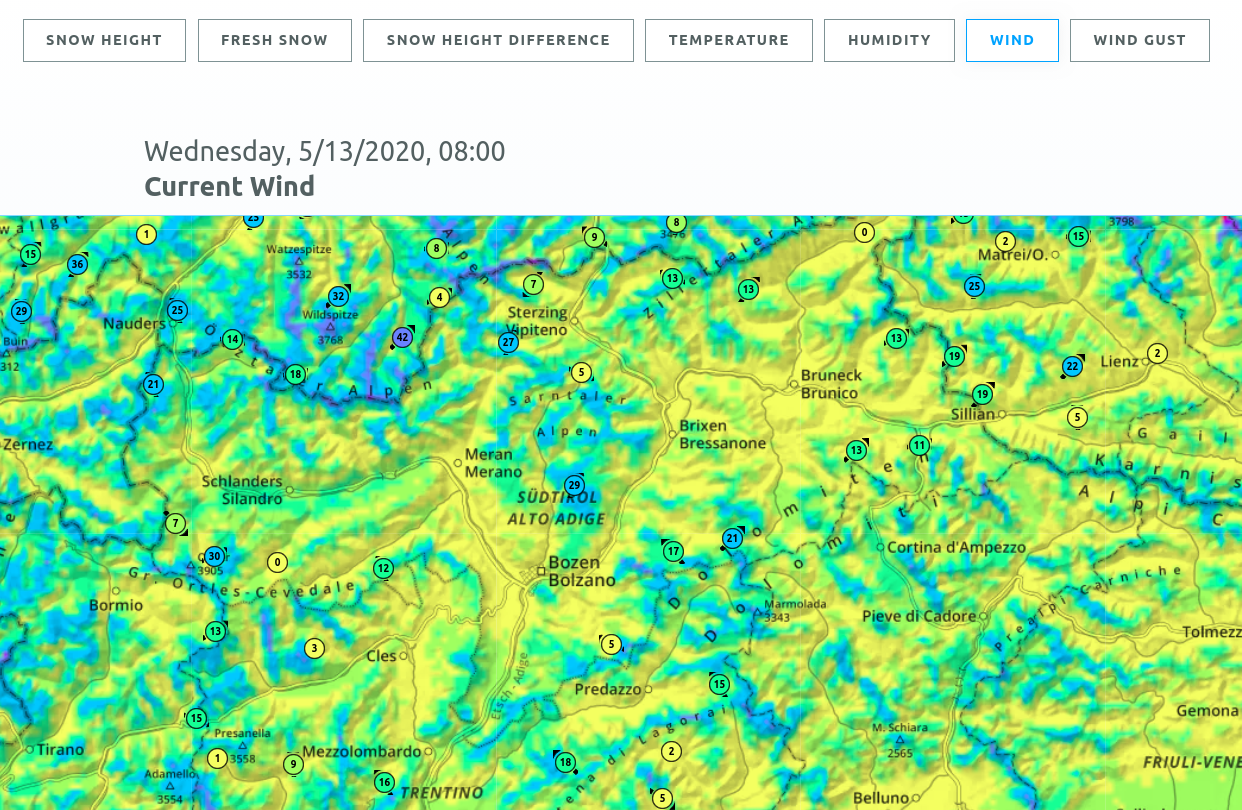 SNOW HEIGHT
FRESH SNOW
SNOW HEIGHT DIFFERENCE
TEMPERATURE
HUMIDITY
WIND
WIND GUST
Wednesday, 5/13/2020, 08:00
Current Wind
1
8
3798
9
0
2
15
15
8
Alpen
Zillertaler
Watzespitze
3532
Matrei/O.
36
13
13
7
25
32
4
29
25
Wildspitze
3768
Sterzing
Vipiteno
Nauders
42
27
13
14
Ötztaler Alpen
Buin
312
19
22
Lienz
2
18
5
21
Bruneck
Brunico
19
Sarntaler
Alpen
Sillian
5
Brixen
Bressanone
Zernez
13
11
Gail
Meran
Merano
Karnis
Alpi C
Schlanders
Silandro
29
SÜDTIROL
ALTO ADIGE
Dolomiten
Dolomiti
7
30
3905
0
12
17
21
Cortina d'Ampezzo
Bozen
Bolzano
Gr. Ortles-Cevedale
Bormio
Prealpi Carniche
Marmolada
3343
Pieve di Cadore
13
3
5
Tolmezz
Cles
Etsch - Adige
Predazzo
15
15
Gemona
Presanella
3558
M. Schiara
2565
Tirano
1
9
Mezzolombardo
18
2
ena di Lagorai
FRIULI-VENE
Adamello
3554
16
TRENTINO
5
Belluno